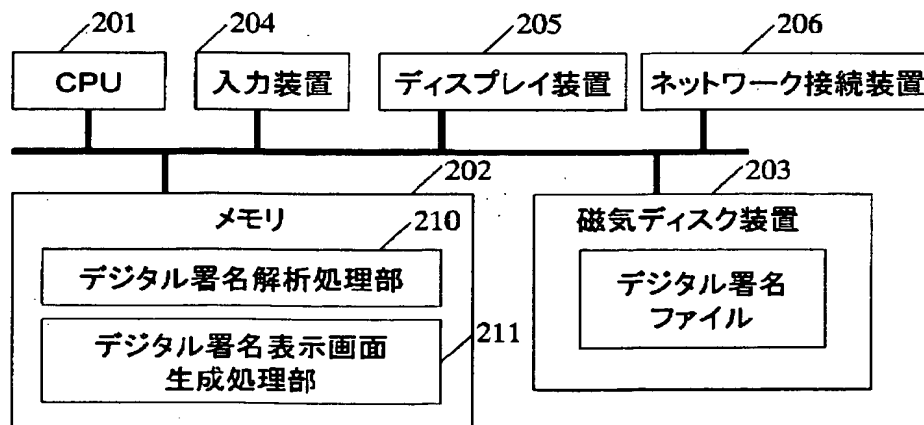 201
204
205
206
CPU
入力装置
ディスプレイ装置
ネットワーク接続装置
202
203
メモリ
210
デジタル署名解析処理部
デジタル署名表示画面
生成処理部
211
磁気ディスク装置
デジタル署名
ファイル